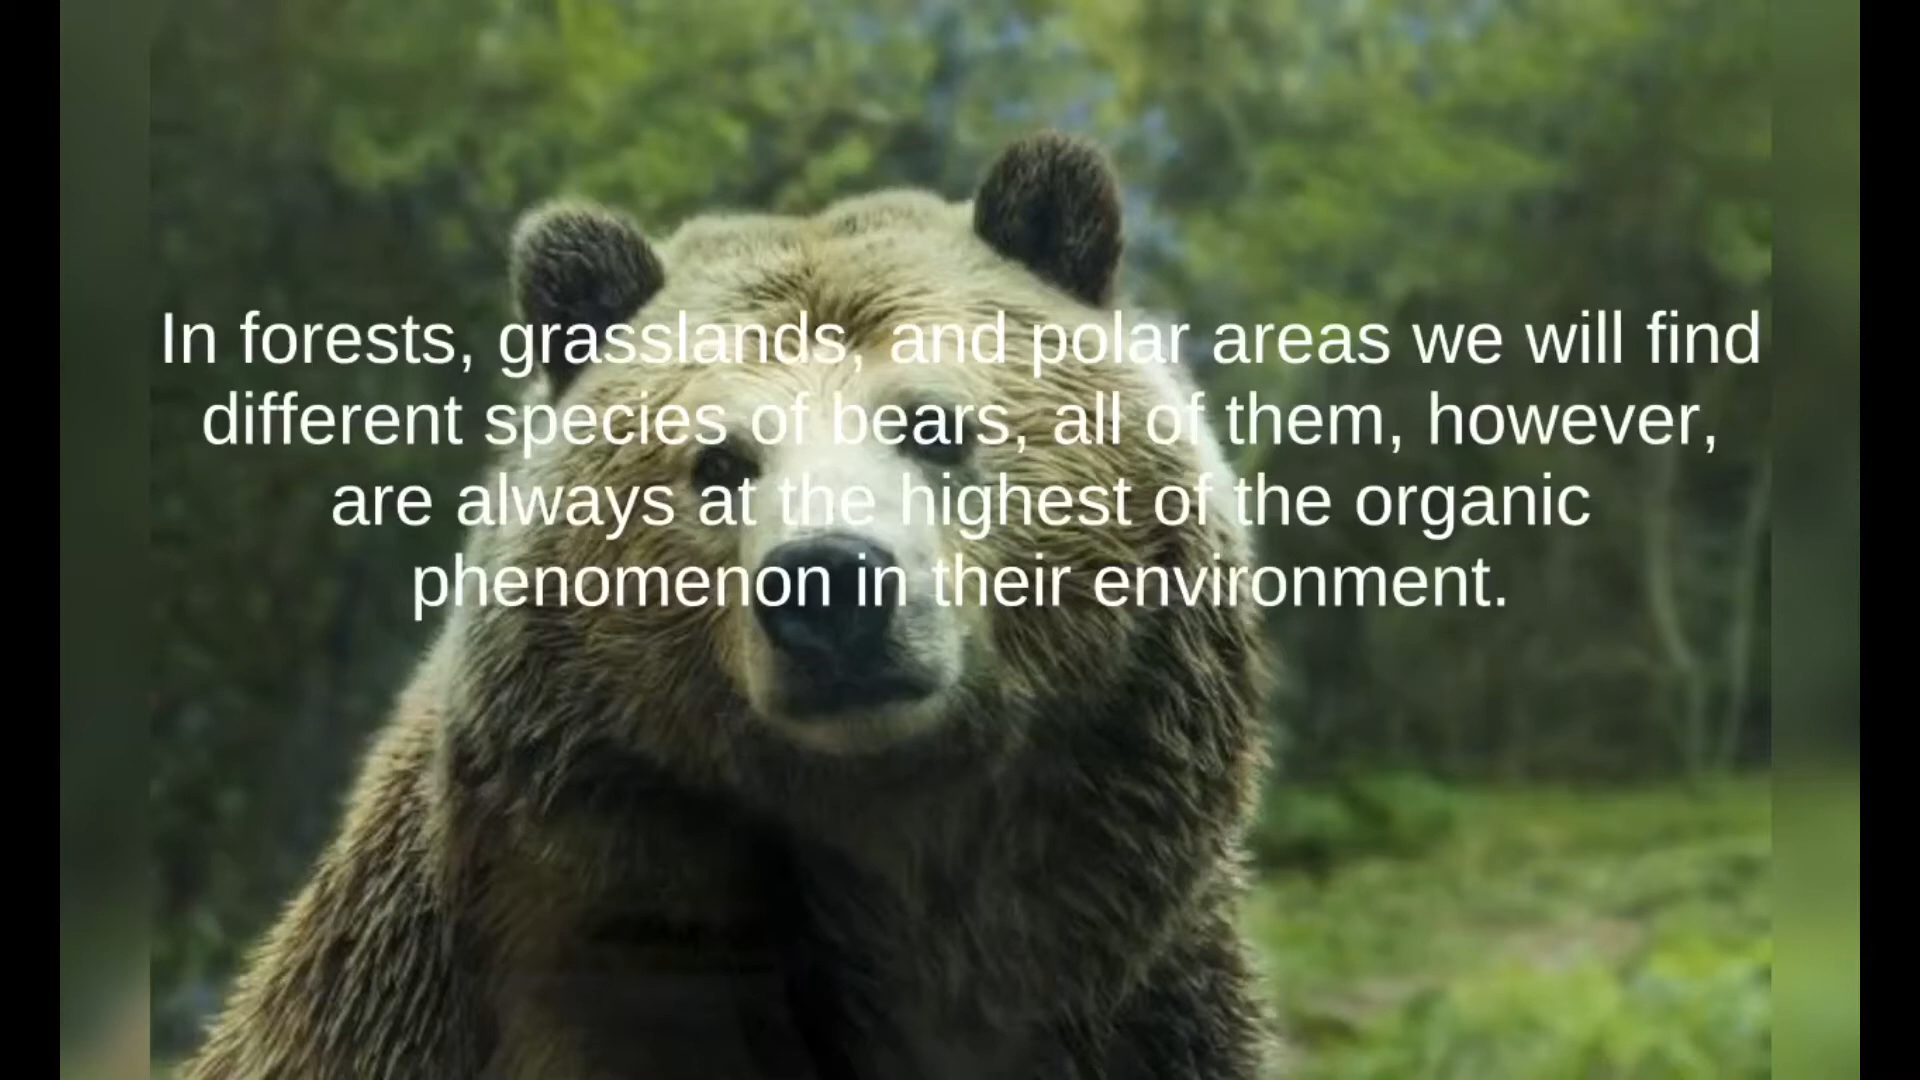 In forests, grasslands, and polar areas we will find
different species of bears, all of them, however,
are always at the highest of the organic
phenomenon in their environment.